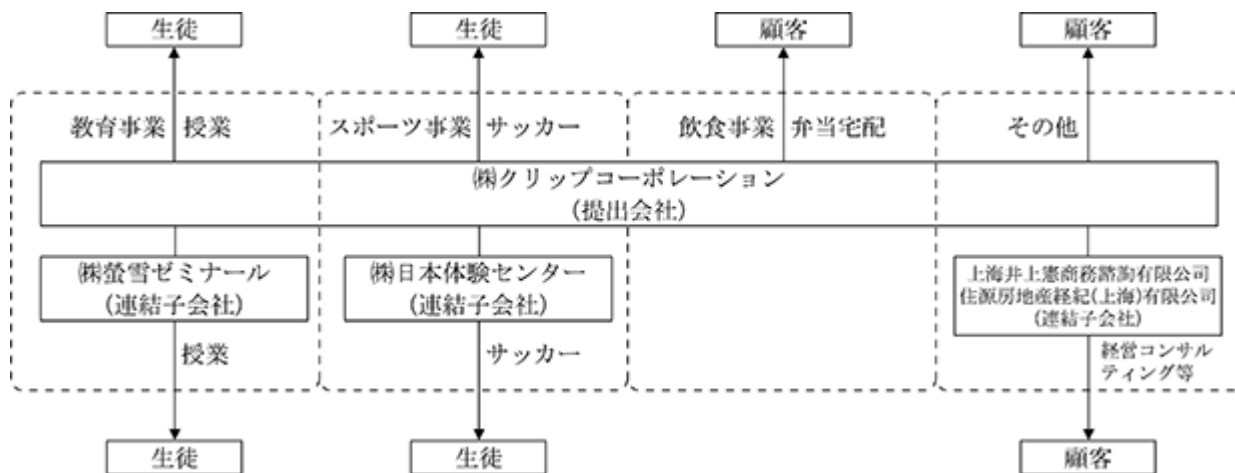 生徒
生徒
顧客
顧客
教育事業 授業
スポーツ事業 サッカー
飲食事業 弁当宅配
その他
㈱クリップコーポレーション
(提出会社)
㈱螢雪ゼミナール
(連結子会社)
㈱日本体験センター
(連結子会社)
上海井上憲商務諮詢有限公司
住源房地産経紀(上海)有限公司
(連結子会社)
授業
サッカー
経営コンサル
ティング等
生徒
生徒
顧客